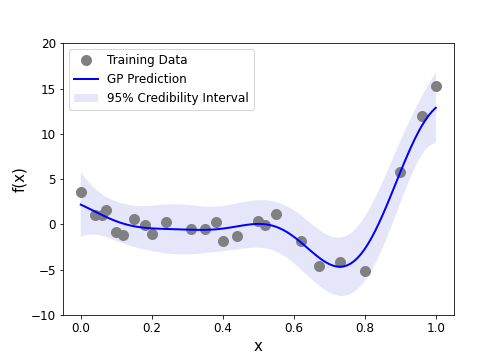 20
15
10
5
0
−5
−10
f(x)
Training Data
GP Prediction
95% Credibility Interval
0.0 0.2 0.4 0.6 0.8 1.0
x